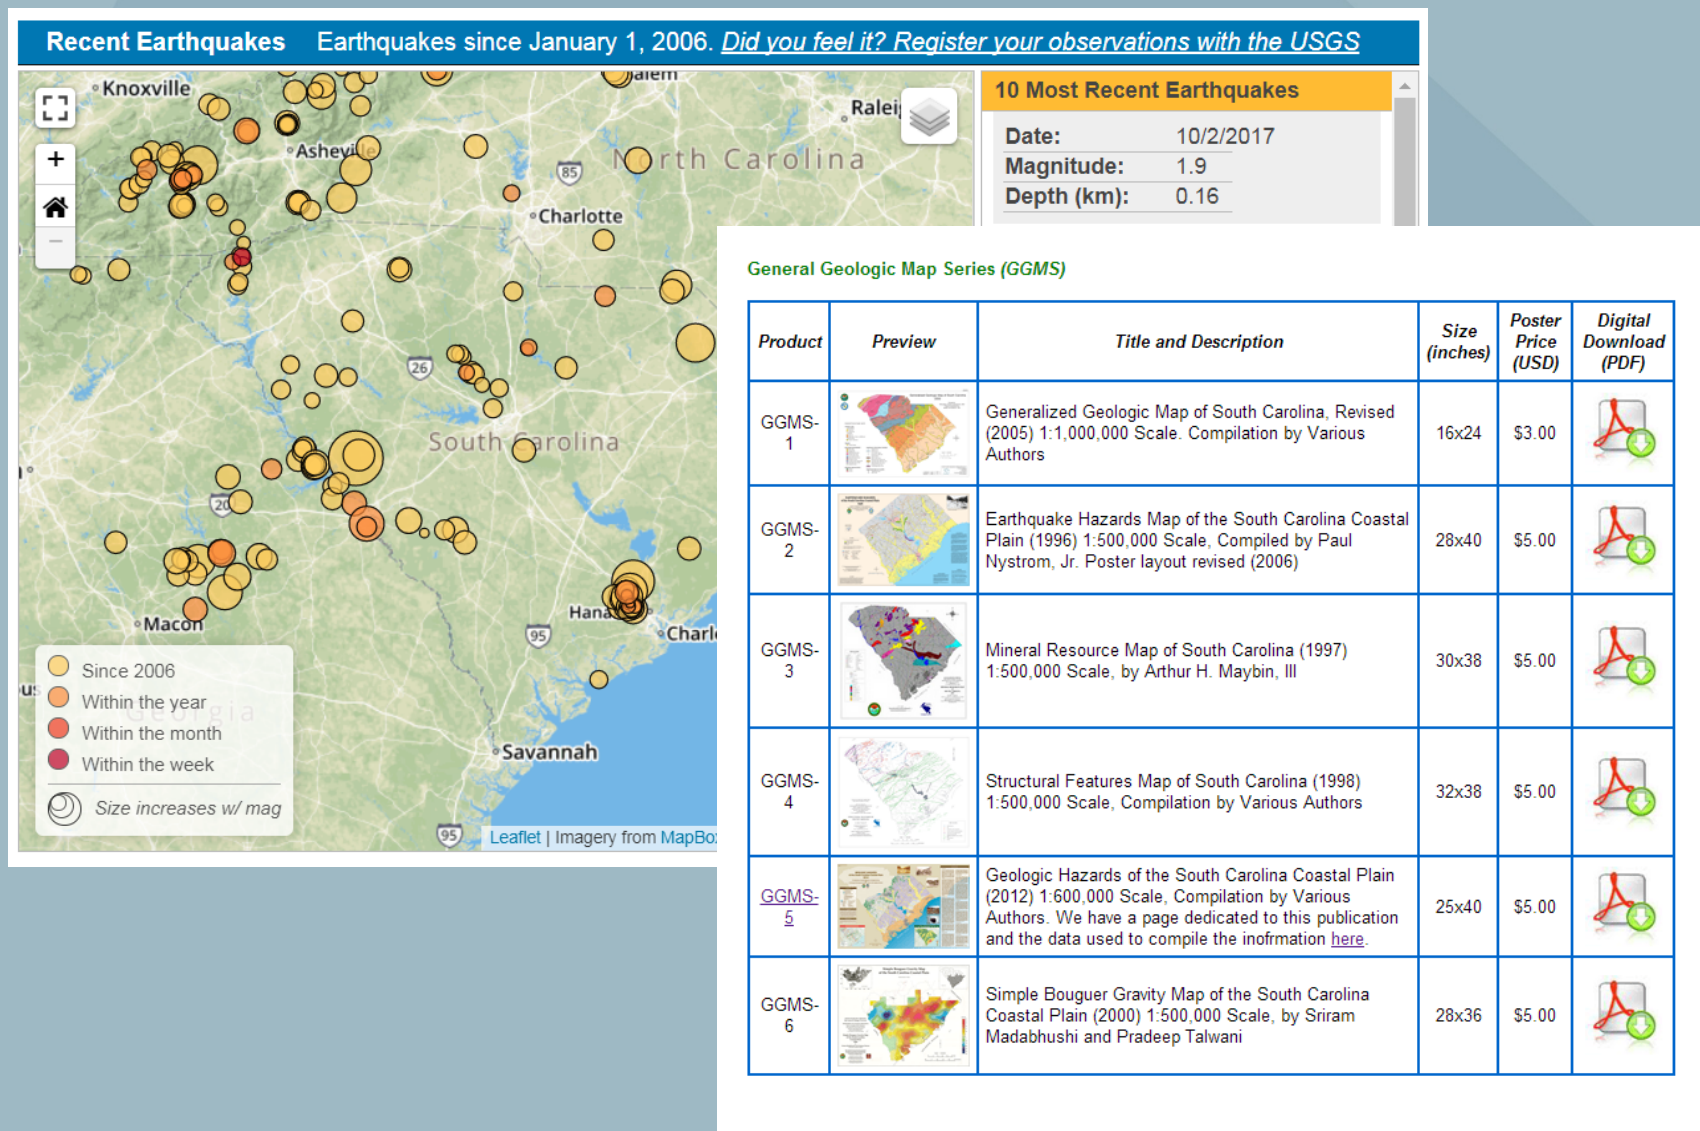 Recent Earthquakes Earthquakes since January 1, 2006. Did you feel it? Register your observations with the USGS
Knoxville
Asheville
85
North Carolina
Charlotte
26
South Carolina
20
Macon
95
Savannah
Georgia
95
+
−
Since 2006
Within the year
Within the month
Within the week
Size increases w/ mag
Leaflet | Imagery from
10 Most Recent Earthquakes
Date: 10/2/2017
Magnitude: 1.9
Depth (km): 0.16
General Geologic Map Series (GGMS)
Product
Preview
Title and Description
Size
(inches)
Poster
Price
(USD)
Digital
Download
(PDF)
GGMS-
1
Generalized Geologic Map of South Carolina, Revised
(2005) 1:1,000,000 Scale. Compilation by Various
Authors
16x24
$3.00
GGMS-
2
Earthquake Hazards Map of the South Carolina Coastal
Plain (1996) 1:500,000 Scale, Compiled by Paul
Nystrom, Jr. Poster layout revised (2006)
28x40
$5.00
GGMS-
3
Mineral Resource Map of South Carolina (1997)
1:500,000 Scale, by Arthur H. Maybin, III
30x38
$5.00
GGMS-
4
Structural Features Map of South Carolina (1998)
1:500,000 Scale, Compilation by Various Authors
32x38
$5.00
GGMS-
5
Geologic Hazards of the South Carolina Coastal Plain
(2012) 1:600,000 Scale, Compilation by Various
Authors. We have a page dedicated to this publication
and the data used to compile the inofrmation here.
25x40
$5.00
GGMS-
6
Simple Bouguer Gravity Map of the South Carolina
Coastal Plain (2000) 1:500,000 Scale, by Sriram
Madabhushi and Pradeep Talwani
28x36
$5.00